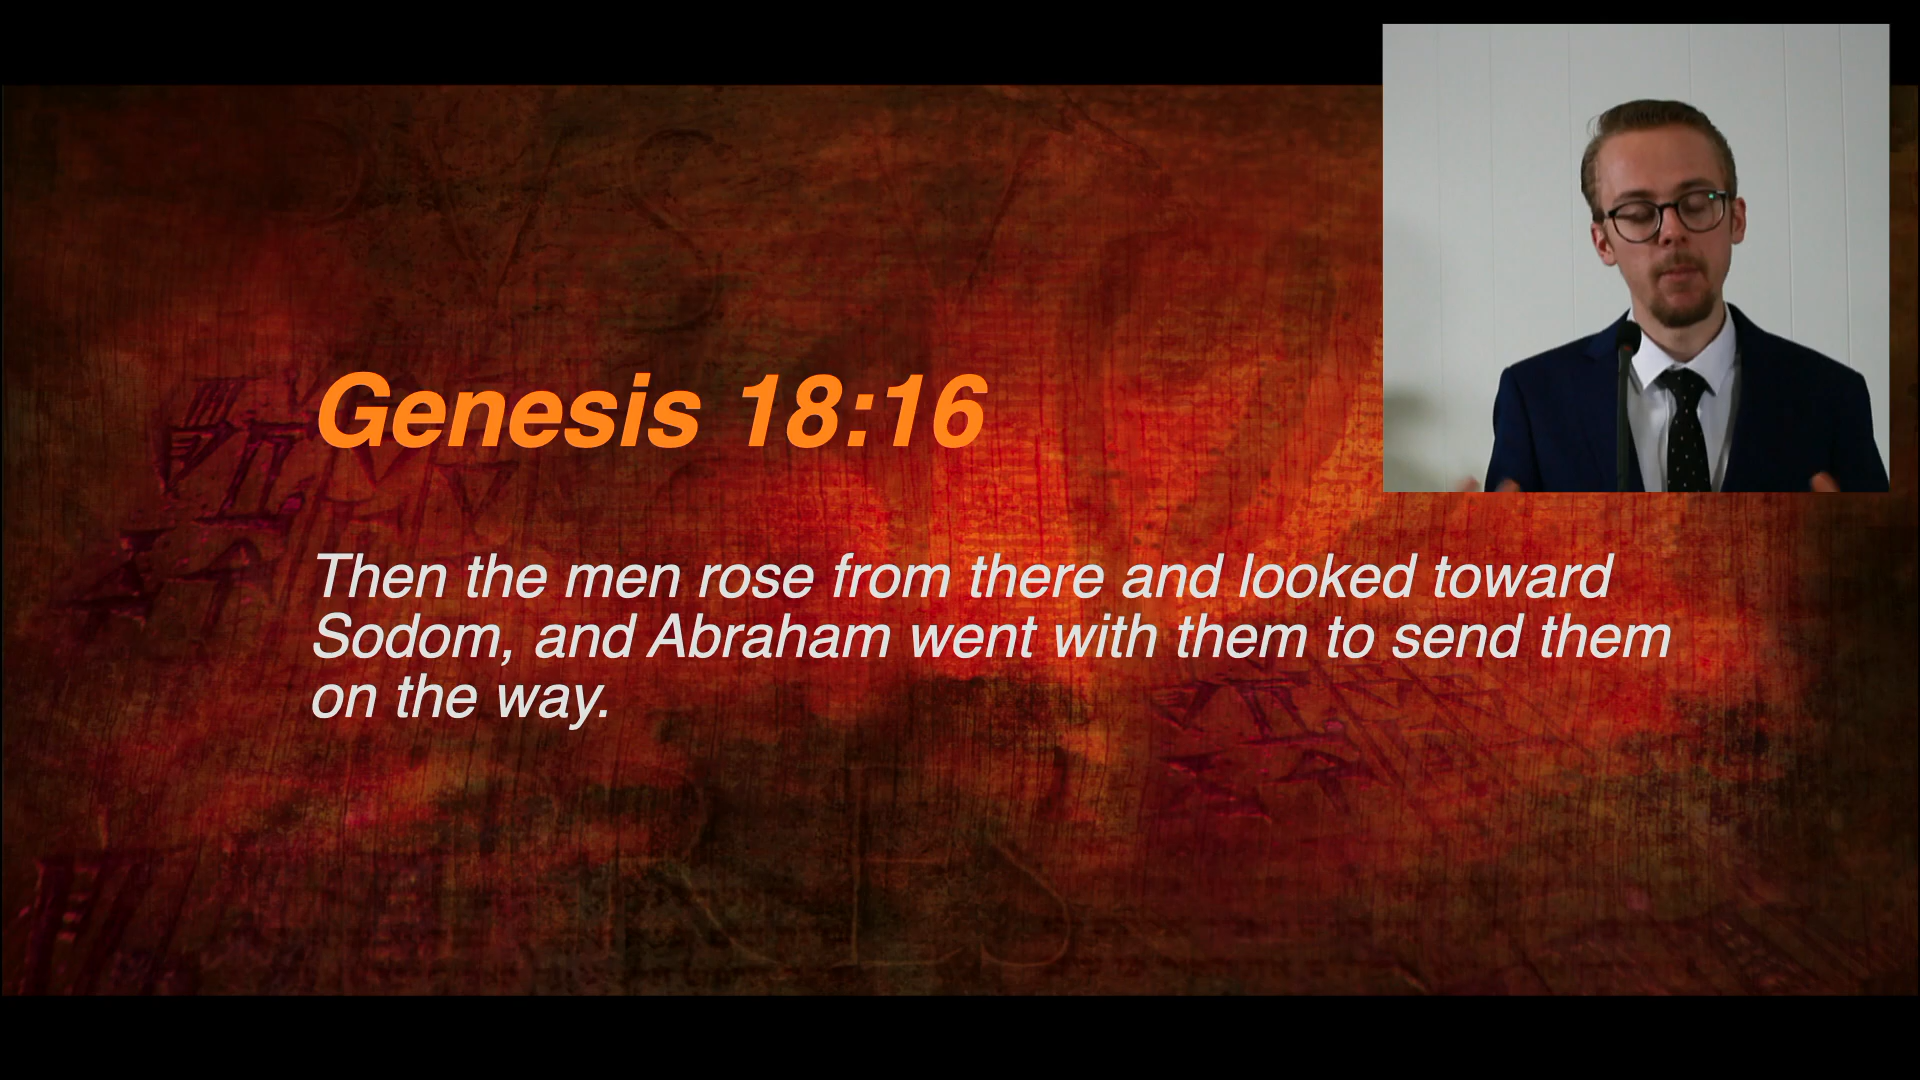 Genesis 18:16
Then the men rose from there and looked toward
Sodom, and Abraham went with them to send them
on the way.